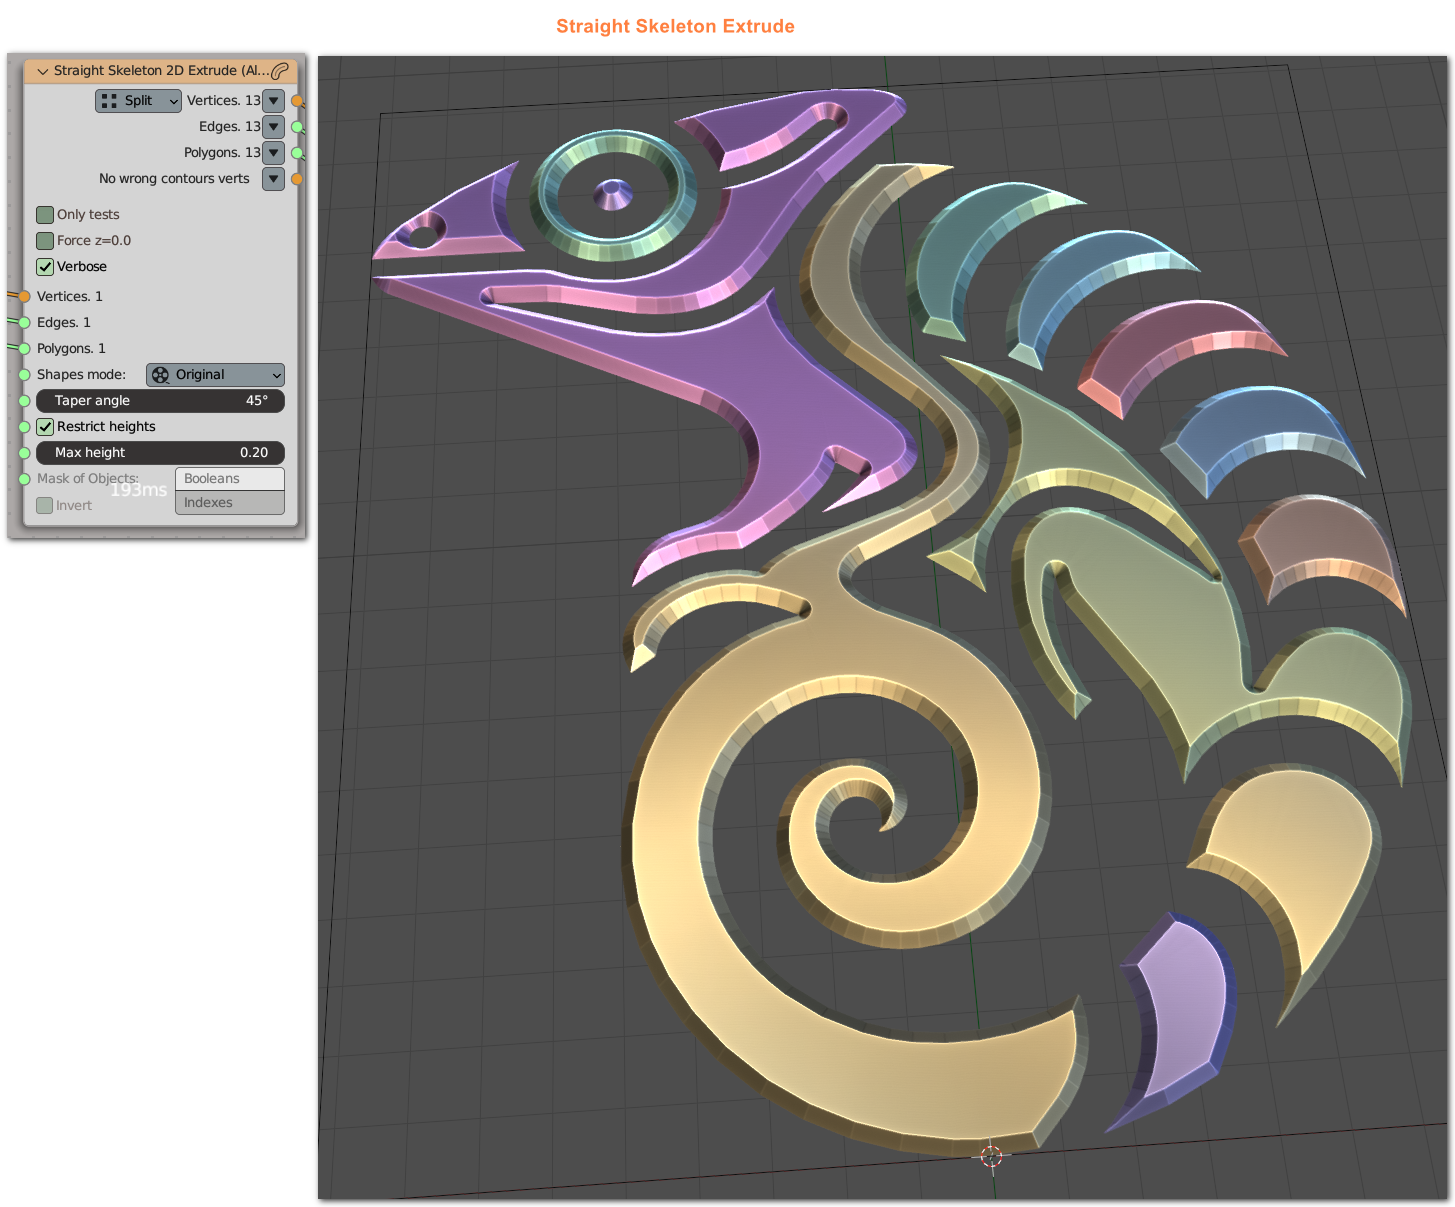 Straight Skeleton Extrude
Straight Skeleton 2D Extrude (Al...
Split Vertices. 13
Edges. 13
Polygons. 13
No wrong contours verts
Only tests
Force z=0.0
Verbose
Vertices. 1
Edges. 1
Polygons. 1
Shapes mode: Original
Taper angle 45°
Restrict heights
Max height 0.20
Mask of Objects: Booleans
193ms
Invert Indexes